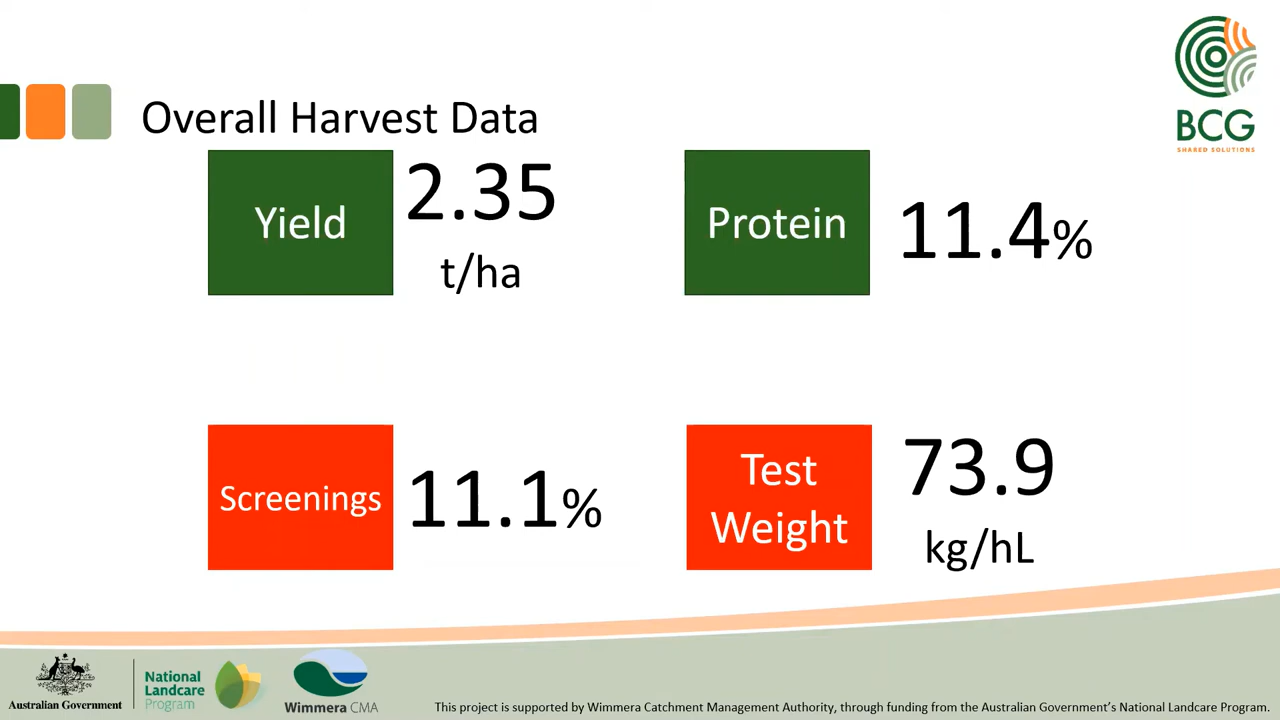 BCG
SHARED SOLUTIONS
Overall Harvest Data
Yield
2.35
t/ha
Protein
11.4%
Screenings
11.1%
Test
Weight
73.9
kg/hL
Australian Government
National
Landcare
Program
Wimmera CMA
This project is supported by Wimmera Catchment Management Authority, through funding from the Australian Government's National Landcare Program.